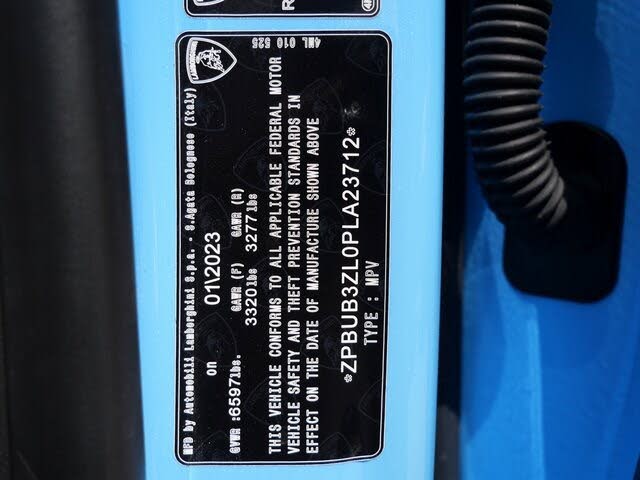 MFD by Automobili Lamborghini S.p.a. - S.Agata Bolognese (Italy)
on 01\2023
GAWR (F) GAWR (R)
GVWR :6597lbs. 3320lbs 3277lbs
THIS VEHICLE CONFORMS TO ALL APPLICABLE FEDERAL MOTOR
VEHICLE SAFETY AND THEFT PREVENTION STANDARDS IN
EFFECT ON THE DATE OF MANUFACTURE SHOWN ABOVE
*ZPBUB3ZL0PLA23712*
TYPE : MPV
4ML 010 525
R